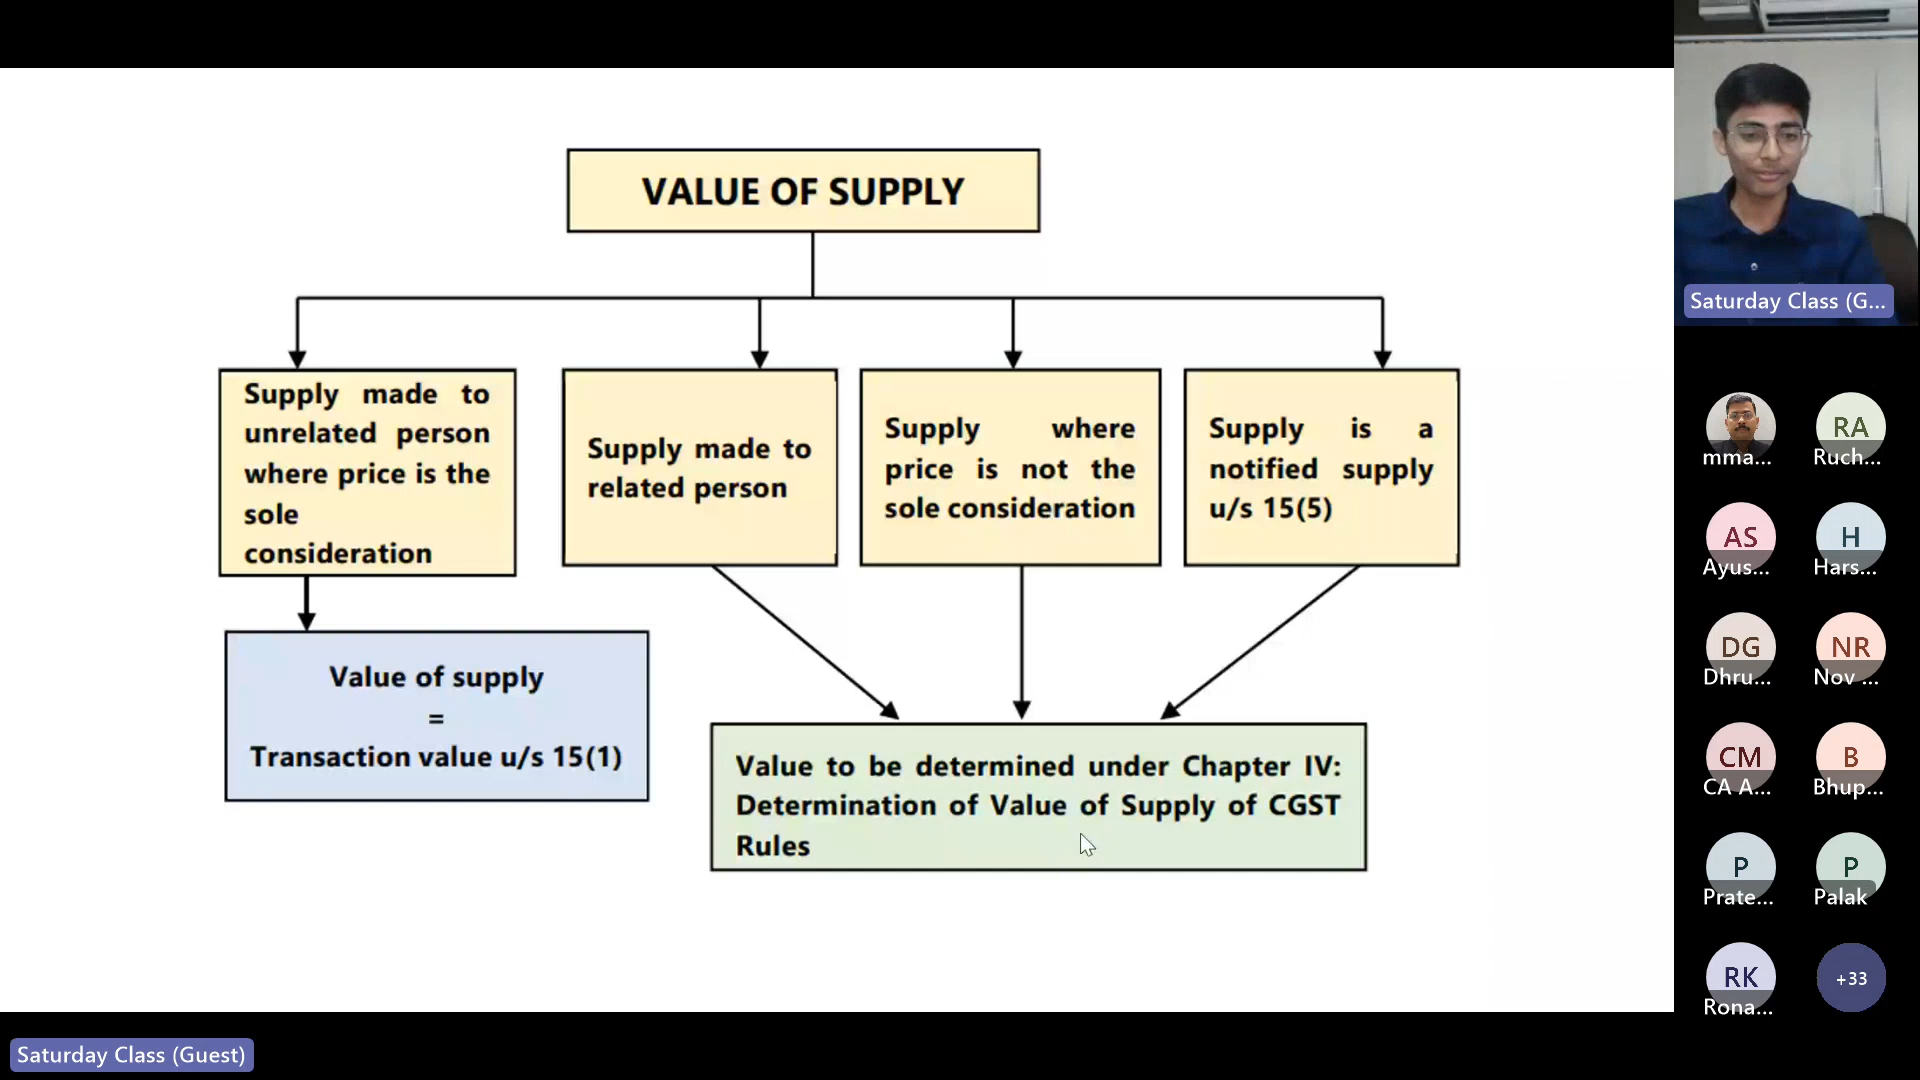 VALUE OF SUPPLY
Supply made to
unrelated person
where price is the
sole
consideration
Supply made to
related person
Supply where
price is not the
sole consideration
Supply is a
notified supply
u/s 15(5)
Value of supply
=
Transaction value u/s 15(1)
Value to be determined under Chapter IV:
Determination of Value of Supply of CGST
Rules
Saturday Class (G...
mma...
RA
Ruch...
AS
Ayus...
H
Hars...
DG
Dhru...
NR
Nov ...
CM
CA A...
B
Bhup...
P
Prate...
P
Palak
RK
Rona...
+33
Saturday Class (Guest)